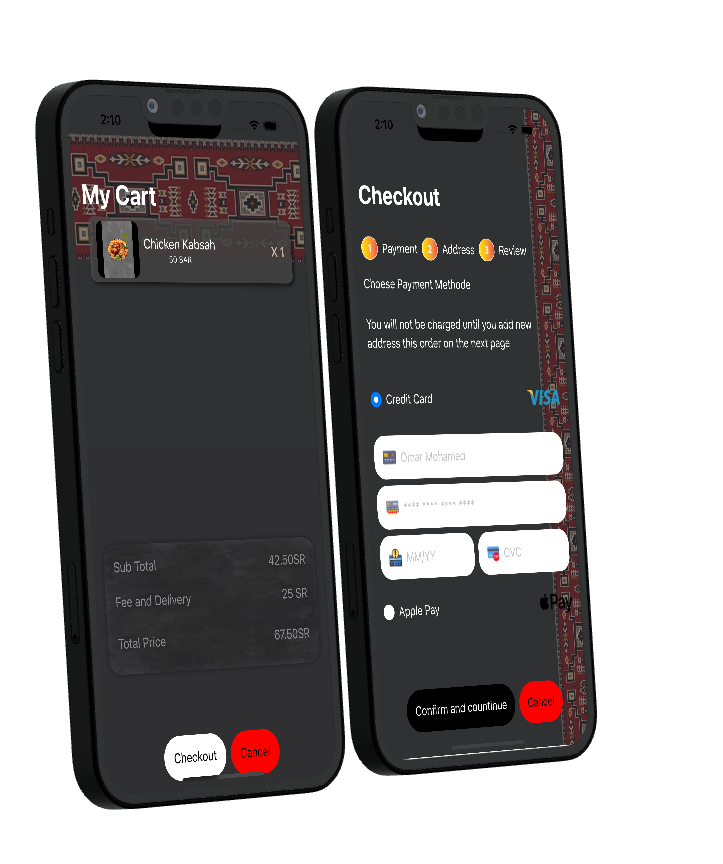 2:10
My Cart
Chicken Kabsah
50 SAR
X 1
Sub Total 42.50SR
Fee and Delivery 25 SR
Total Price 67.50SR
Checkout Cancel
2:10
Checkout
1 Payment 2 Address 3 Review
Choese Payment Methode
You will not be charged until you add new
address this order on the next page
Credit Card VISA
Omar Mohamed
**** **** **** ****
MM/YY CVC
Apple Pay Pay
Confirm and countinue Cancel